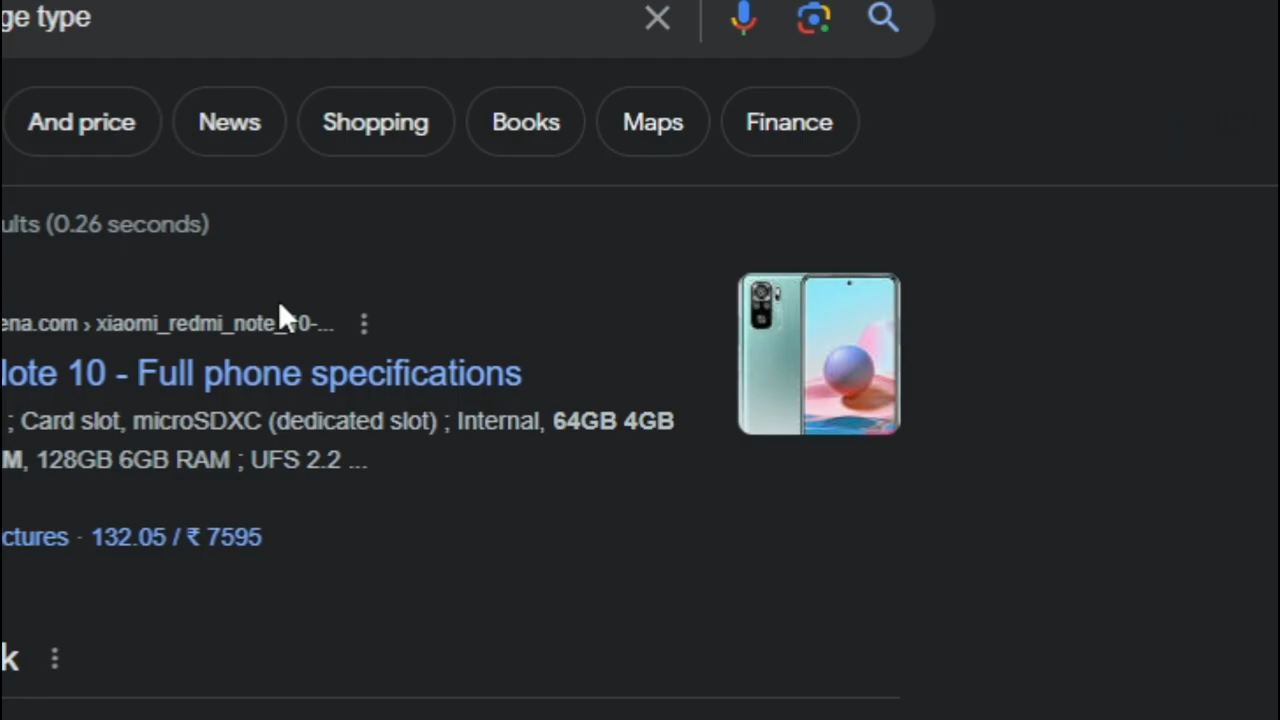 ge type
And price News Shopping Books Maps Finance
ults (0.26 seconds)
ena.com › xiaomi_redmi_note_10-...
lote 10 - Full phone specifications
; Card slot, microSDXC (dedicated slot) ; Internal, 64GB 4GB
M, 128GB 6GB RAM ; UFS 2.2 ...
ctures · 132.05 / ₹ 7595
k